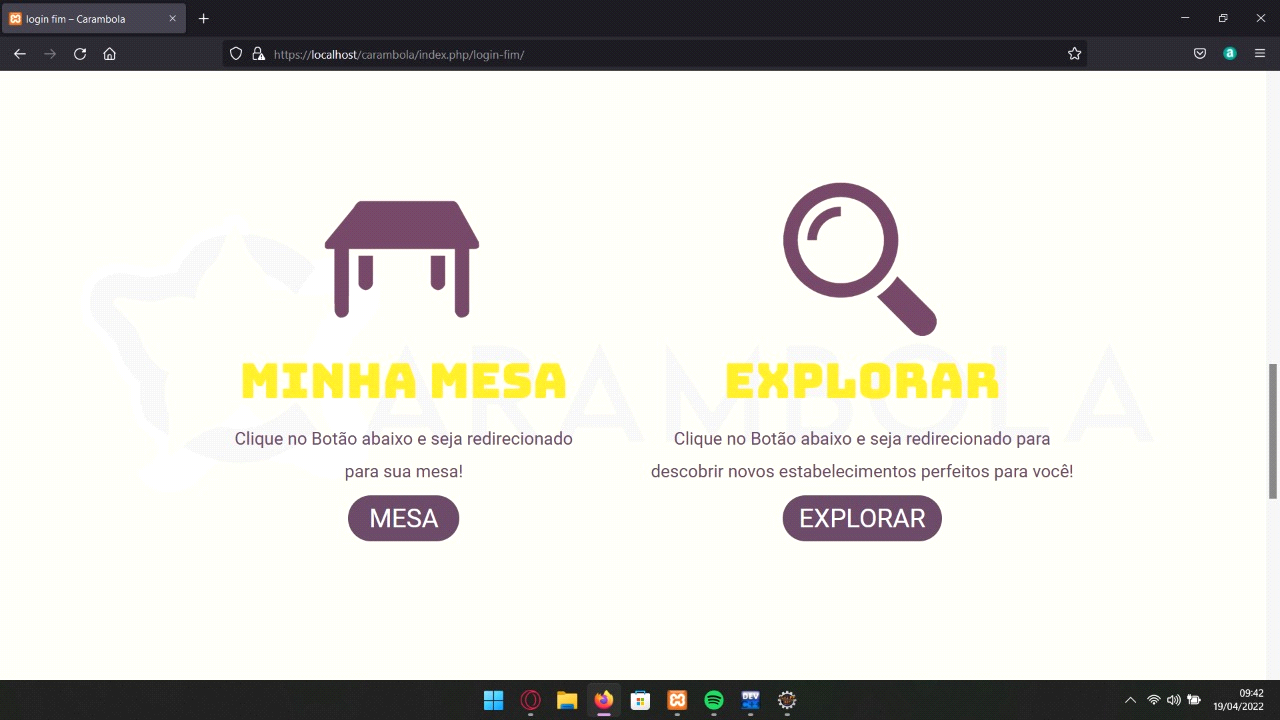 login fim – Carambola
https://localhost/carambola/index.php/login-fim/
ARAMBOLA
MINHA MESA
Clique no Botão abaixo e seja redirecionado
para sua mesa!
MESA
EXPLORAR
Clique no Botão abaixo e seja redirecionado para
descobrir novos estabelecimentos perfeitos para você!
EXPLORAR
a
DEV
09:42
19/04/2022